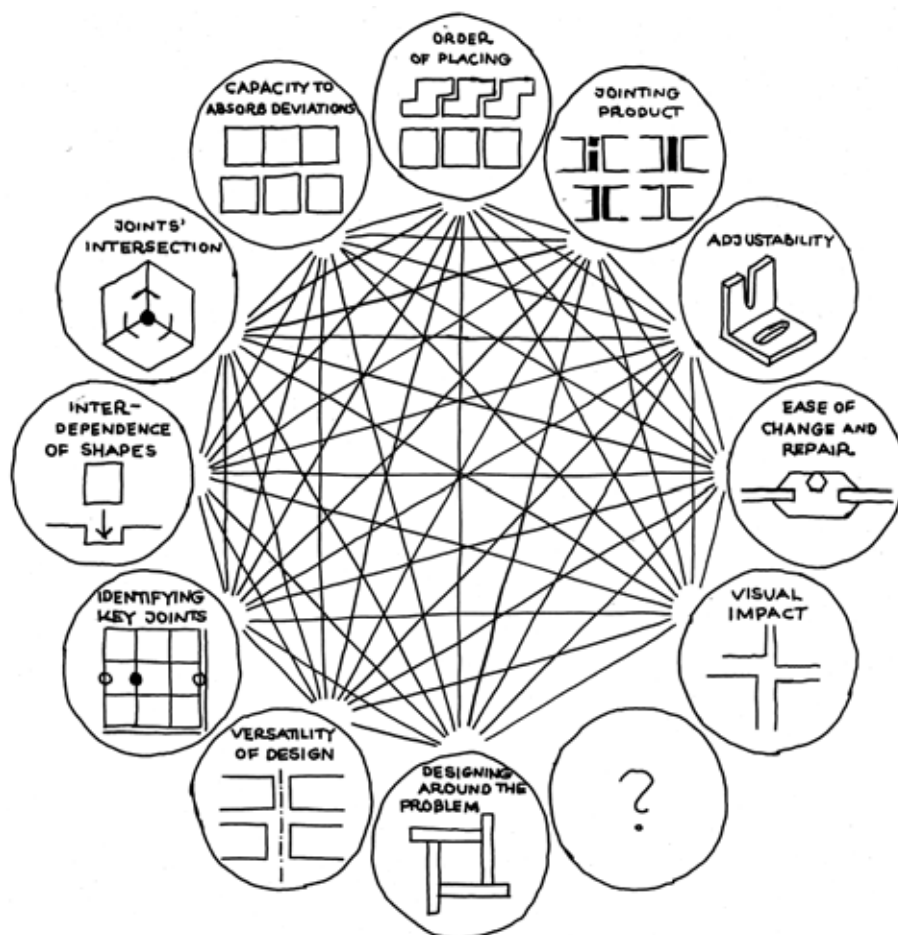 ORDER
OF PLACING
JOINTING
PRODUCT
ADJUSTABILITY
EASE OF
CHANGE AND
REPAIR
VISUAL
IMPACT
?
DESIGNING
AROUND THE
PROBLEM
VERSATILITY
OF DESIGN
IDENTIFYING
KEY JOINTS
INTER-
DEPENDENCE
OF SHAPES
JOINTS'
INTERSECTION
CAPACITY TO
ABSORB DEVIATIONS